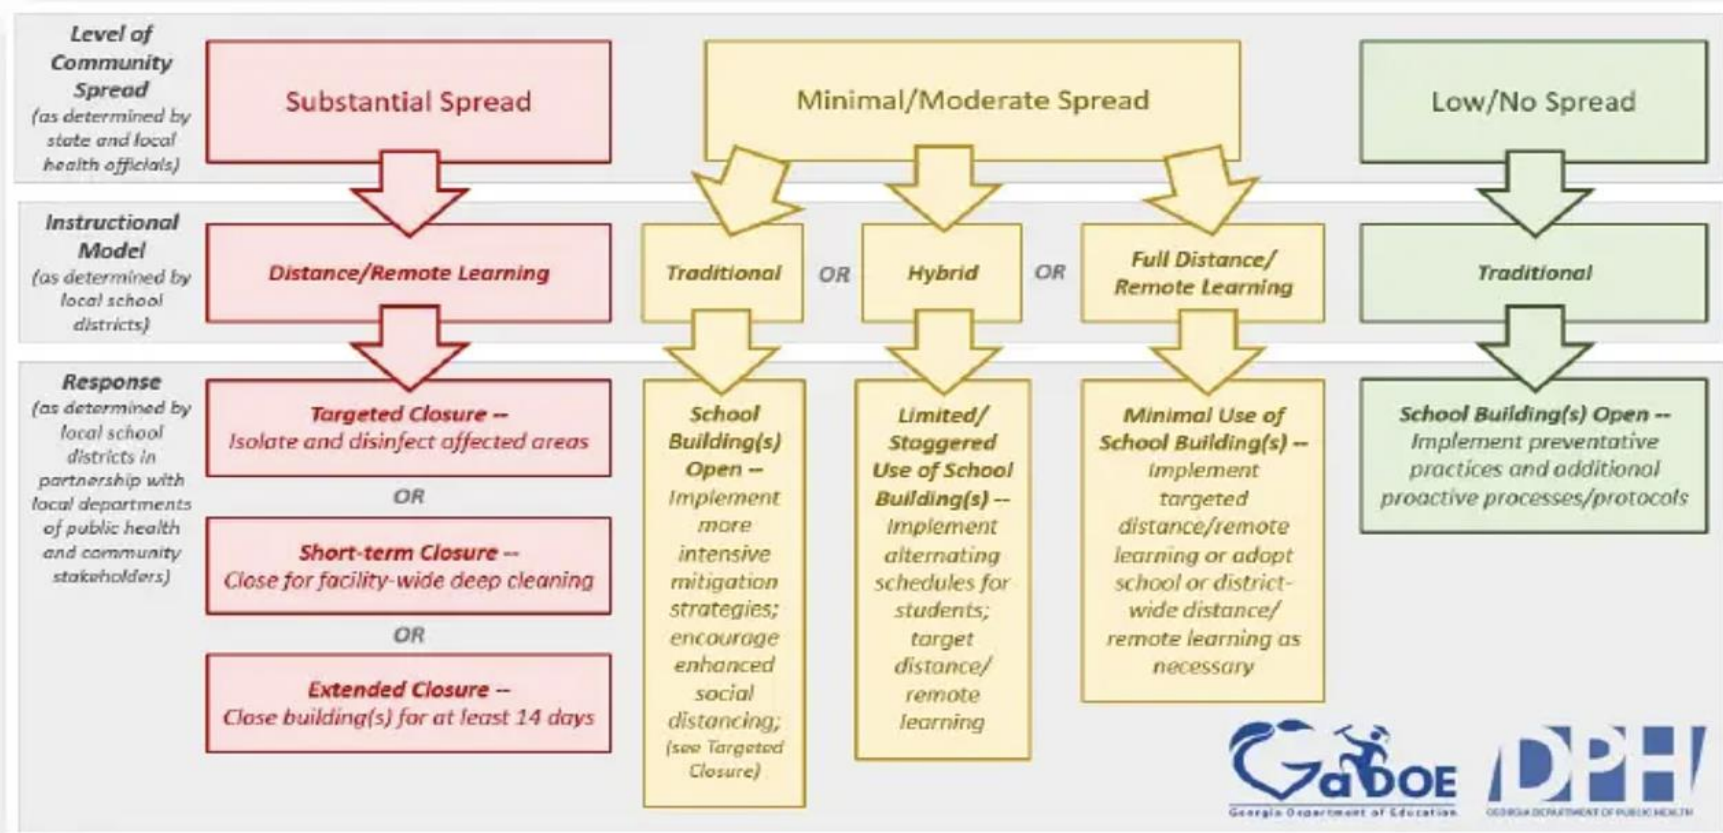 Level of
Community
Spread
(as determined by
state and local
health officials)
Substantial Spread
Minimal/Moderate Spread
Low/No Spread
Instructional
Model
(as determined by
local school
districts)
Distance/Remote Learning
Traditional
OR
Hybrid
OR
Full Distance/
Remote Learning
Traditional
Response
(as determined by
local school
districts in
partnership with
local departments
of public health
and community
stakeholders)
Targeted Closure --
Isolate and disinfect affected areas
OR
Short-term Closure --
Close for facility-wide deep cleaning
OR
Extended Closure --
Close building(s) for at least 14 days
School
Building(s)
Open --
Implement
more
intensive
mitigation
strategies;
encourage
enhanced
social
distancing;
(see Targeted
Closure)
Limited/
Staggered
Use of School
Building(s) --
Implement
alternating
schedules for
students;
target
distance/
remote
learning
Minimal Use of
School Building(s) --
Implement
targeted
distance/remote
learning or adopt
school or district-
wide distance/
remote learning as
necessary
School Building(s) Open --
Implement preventative
practices and additional
proactive processes/protocols
GaDOE
Georgia Department of Education
DPH
GEORGIA DEPARTMENT OF PUBLIC HEALTH